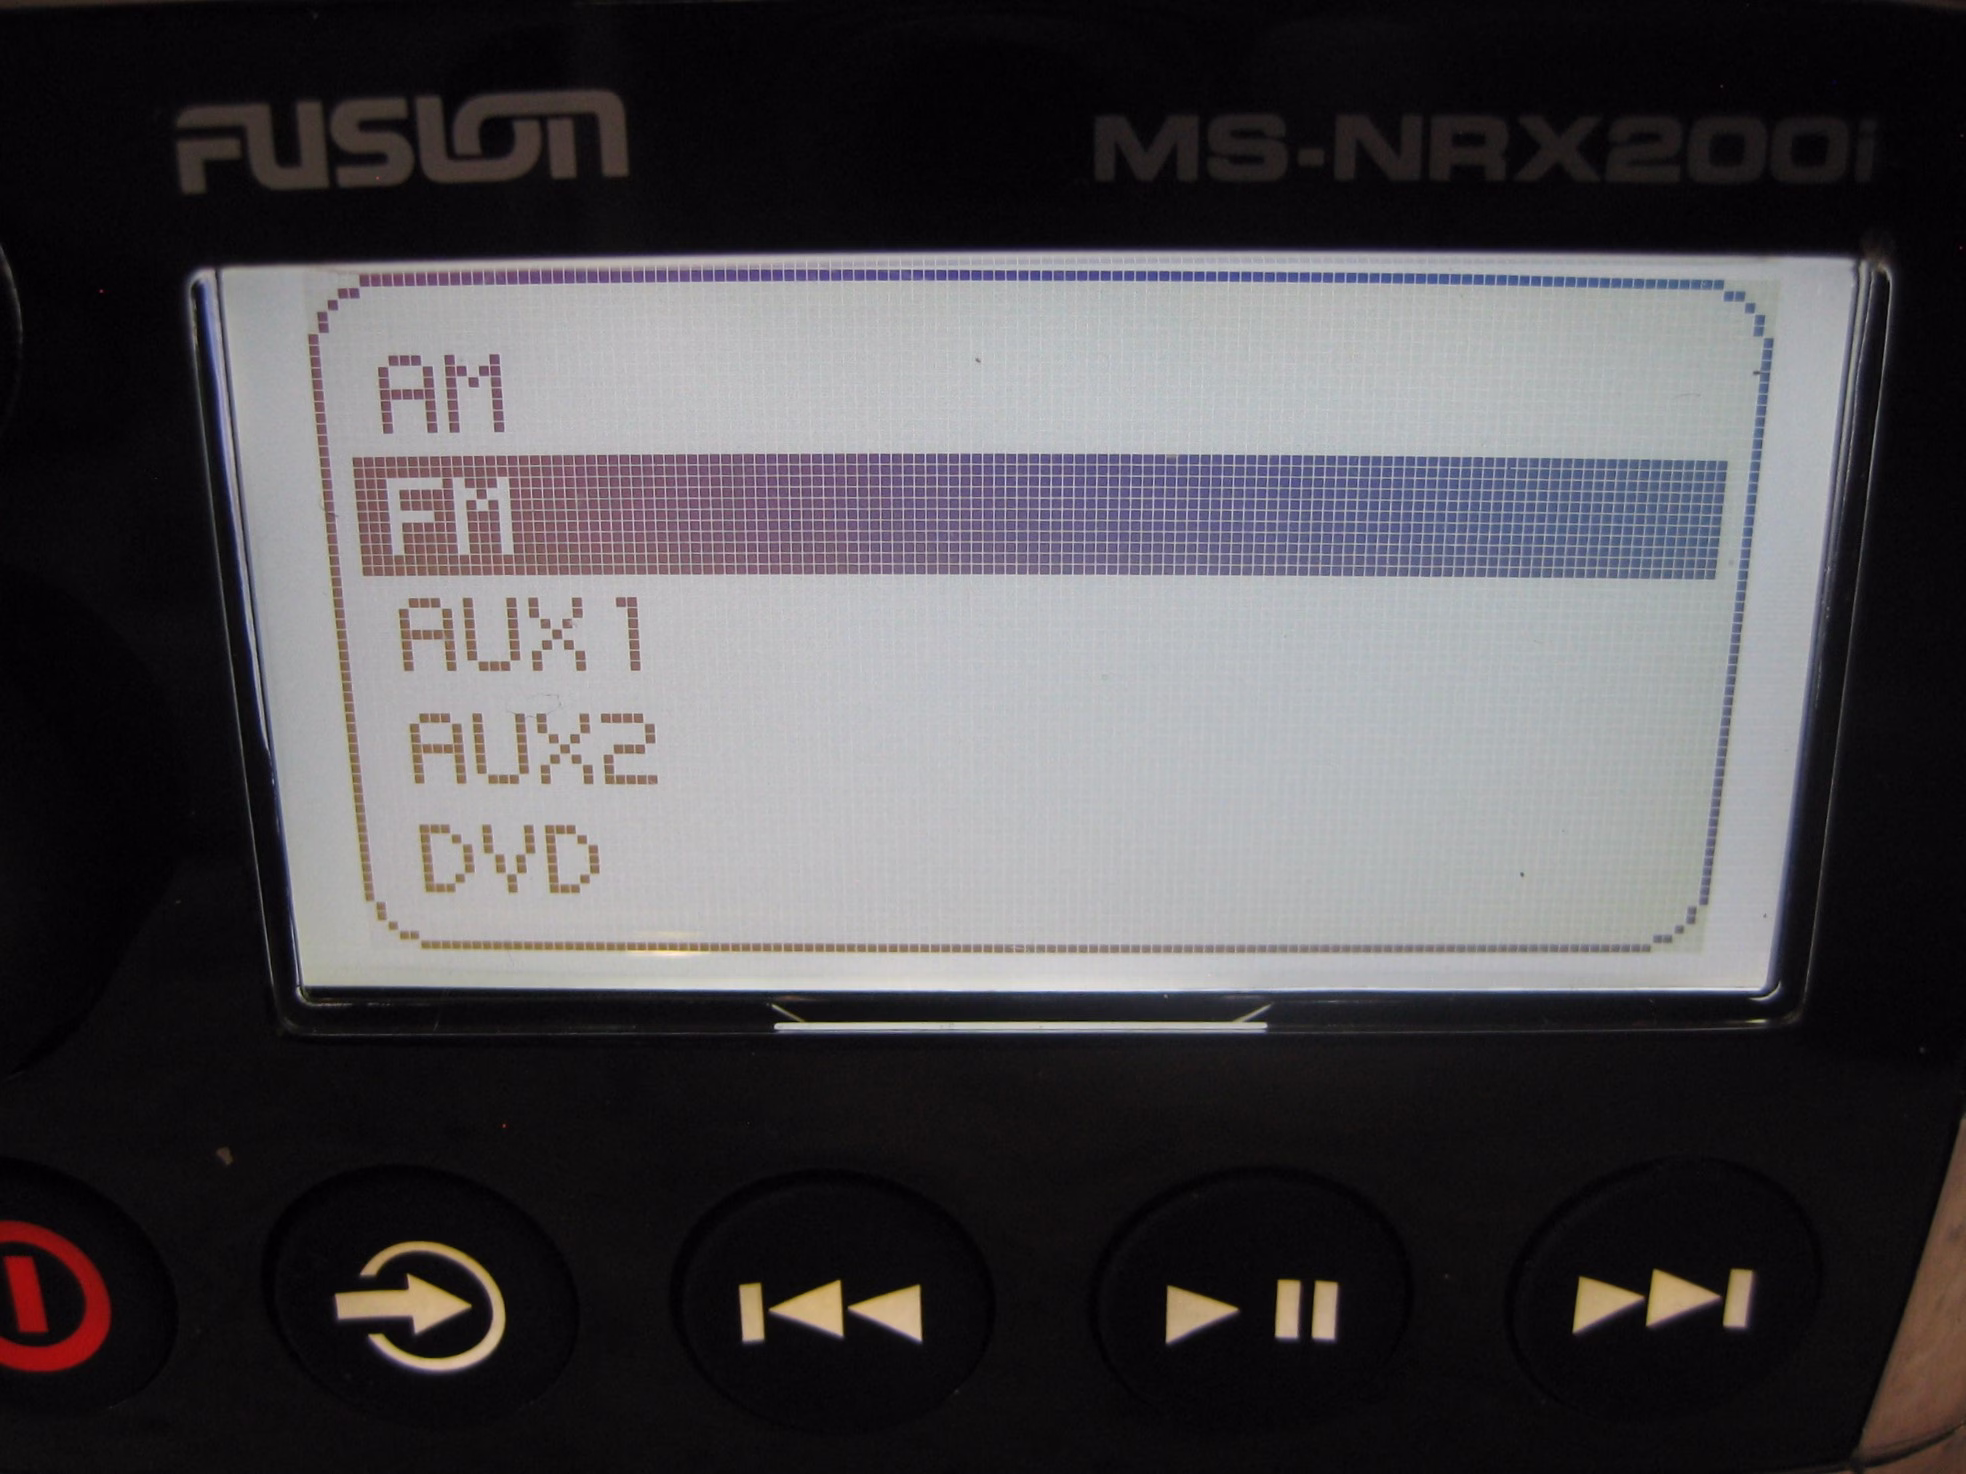 FUSION
MS-NRX200i
AM
FM
AUX1
AUX2
DVD